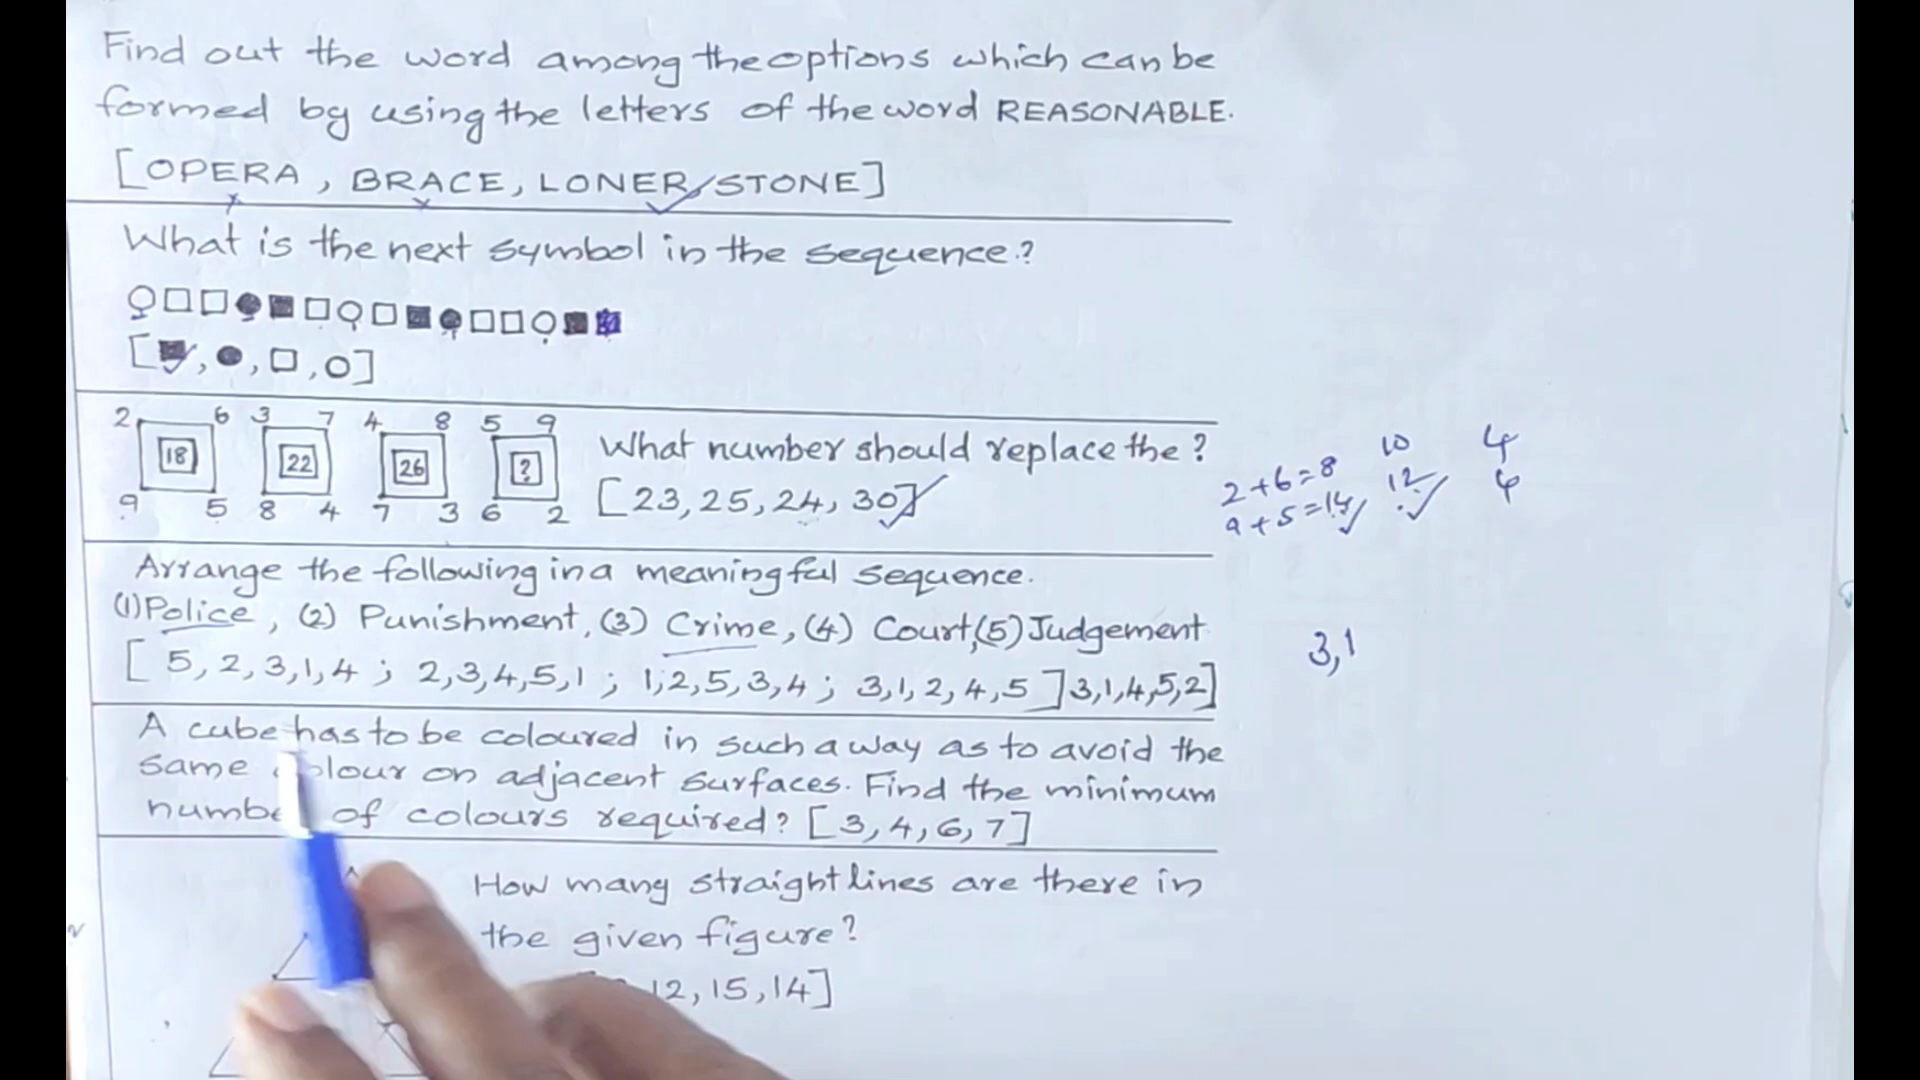 Find out the word among the options which can be
formed by using the letters of the word REASONABLE.
[OPERA, BRACE, LONER, STONE]
What is the next symbol in the sequence?
2 6 3 7 4 8 5 9
18 22 26 ?
9 5 8 4 7 3 6 2
What number should replace the ?
[23, 25, 24, 30]
2+6=8 10 4
9+5=14 12 4
Arrange the following in a meaningful sequence.
(1) Police, (2) Punishment, (3) Crime, (4) Court, (5) Judgement
[5, 2, 3, 1, 4 ; 2, 3, 4, 5, 1 ; 1, 2, 5, 3, 4 ; 3, 1, 2, 4, 5 ] 3, 1, 4, 5, 2]
3,1
A cube has to be coloured in such a way as to avoid the
same colour on adjacent surfaces. Find the minimum
number of colours required? [3, 4, 6, 7]
How many straight lines are there in
the given figure?
12, 15, 14]